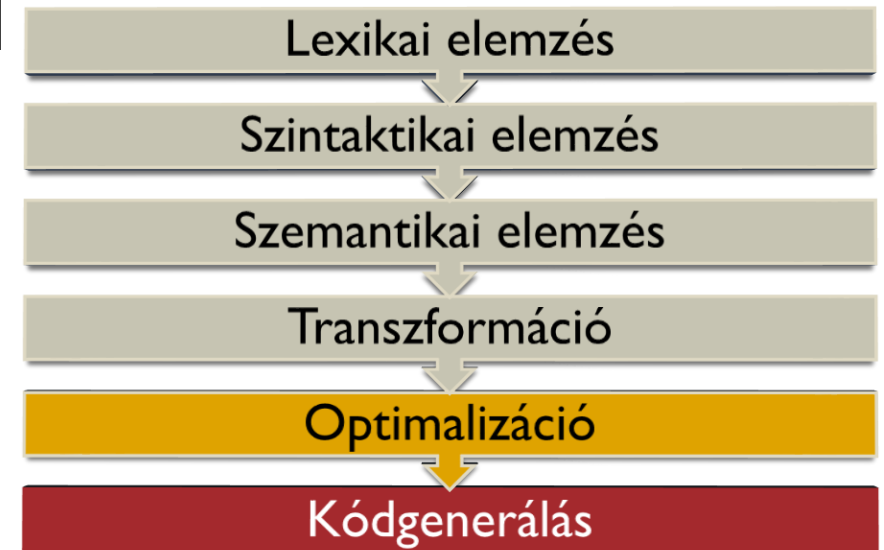 Lexikai elemzés
Szintaktikai elemzés
Szemantikai elemzés
Transzformáció
Optimalizáció
Kódgenerálás